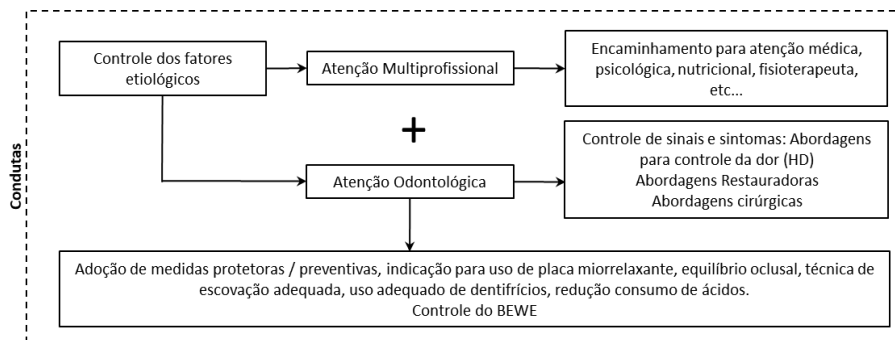 Condutas
Controle dos fatores
etiológicos
Atenção Multiprofissional
Encaminhamento para atenção médica,
psicológica, nutricional, fisioterapeuta,
etc...
+
Atenção Odontológica
Controle de sinais e sintomas: Abordagens
para controle da dor (HD)
Abordagens Restauradoras
Abordagens cirúrgicas
Adoção de medidas protetoras / preventivas, indicação para uso de placa miorrelaxante, equilíbrio oclusal, técnica de
escovação adequada, uso adequado de dentifrícios, redução consumo de ácidos.
Controle do BEWE